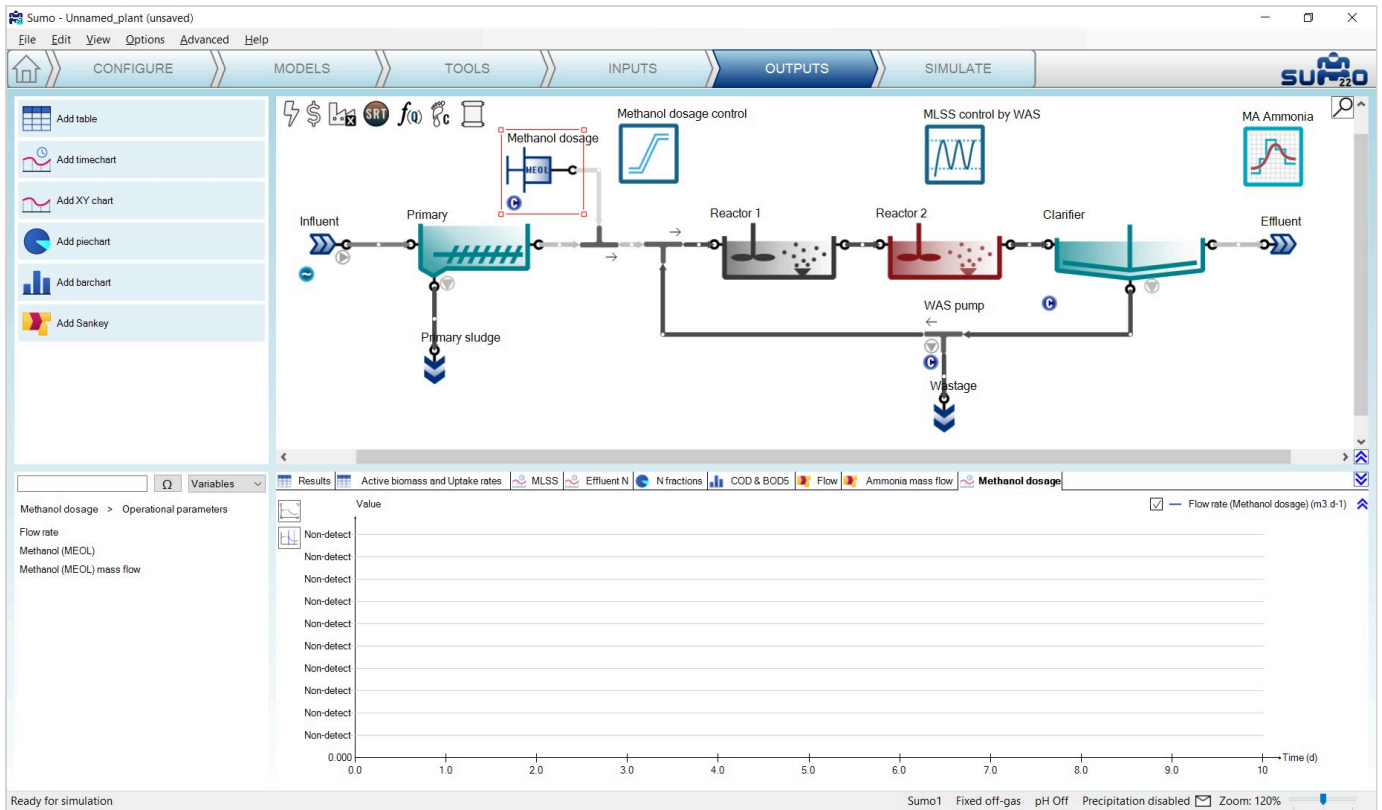 Sumo - Unnamed_plant (unsaved)
File Edit View Options Advanced Help
CONFIGURE MODELS TOOLS INPUTS OUTPUTS SIMULATE
SUMO 22
Add table
Add timechart
Add XY chart
Add piechart
Add barchart
Add Sankey
$ SRT f(Q) C
Methanol dosage
MEOL
C
Methanol dosage control
MLSS control by WAS
MA Ammonia
Influent
Primary
Reactor 1
Reactor 2
Clarifier
Effluent
C
WAS pump
C
Primary sludge
Wastage
Ω Variables
Results Active biomass and Uptake rates MLSS Effluent N N fractions COD & BOD5 Flow Ammonia mass flow Methanol dosage
Methanol dosage > Operational parameters
Flow rate
Methanol (MEOL)
Methanol (MEOL) mass flow
Value
Flow rate (Methanol dosage) (m3.d-1)
Non-detect
Non-detect
Non-detect
Non-detect
Non-detect
Non-detect
Non-detect
Non-detect
Non-detect
Non-detect
0.000
0.0 1.0 2.0 3.0 4.0 5.0 6.0 7.0 8.0 9.0 10
Time (d)
Ready for simulation
Sumo1 Fixed off-gas pH Off Precipitation disabled Zoom: 120%